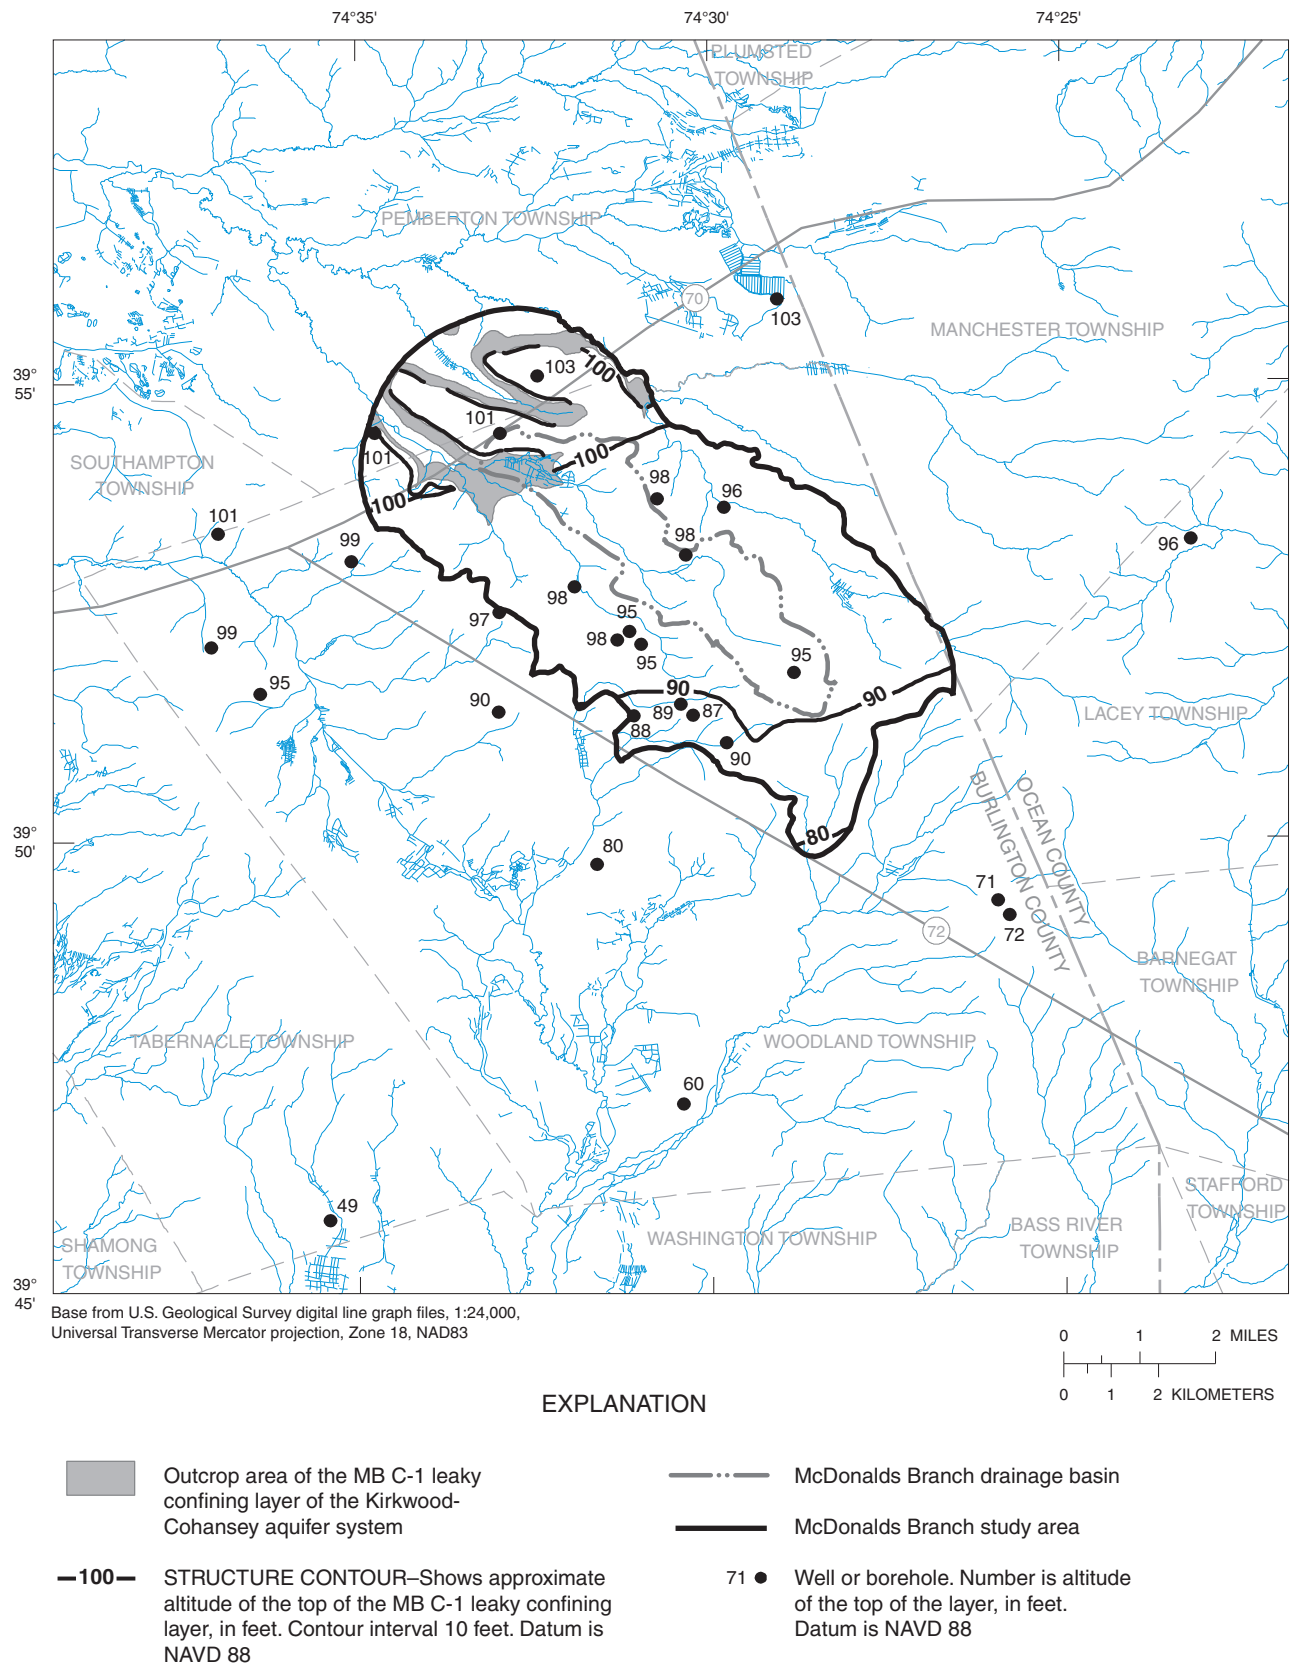 74°35'
74°30'
74°25'
PLUMSTED
TOWNSHIP
PEMBERTON TOWNSHIP
70
103
MANCHESTER TOWNSHIP
39°
55'
103
100
101
101
100
SOUTHAMPTON
TOWNSHIP
100
98
96
101
99
98
96
98
97
95
98
95
99
95
95
90
90
90
89
87
88
90
LACEY TOWNSHIP
OCEAN COUNTY
BURLINGTON COUNTY
39°
50'
80
80
71
72
72
BARNEGAT
TOWNSHIP
TABERNACLE TOWNSHIP
WOODLAND TOWNSHIP
60
STAFFORD
TOWNSHIP
49
BASS RIVER
TOWNSHIP
WASHINGTON TOWNSHIP
SHAMONG
TOWNSHIP
39°
45'
Base from U.S. Geological Survey digital line graph files, 1:24,000,
Universal Transverse Mercator projection, Zone 18, NAD83
0 1 2 MILES
0 1 2 KILOMETERS
EXPLANATION
Outcrop area of the MB C-1 leaky
confining layer of the Kirkwood-
Cohansey aquifer system
100
STRUCTURE CONTOUR–Shows approximate
altitude of the top of the MB C-1 leaky confining
layer, in feet. Contour interval 10 feet. Datum is
NAVD 88
McDonalds Branch drainage basin
McDonalds Branch study area
71
Well or borehole. Number is altitude
of the top of the layer, in feet.
Datum is NAVD 88